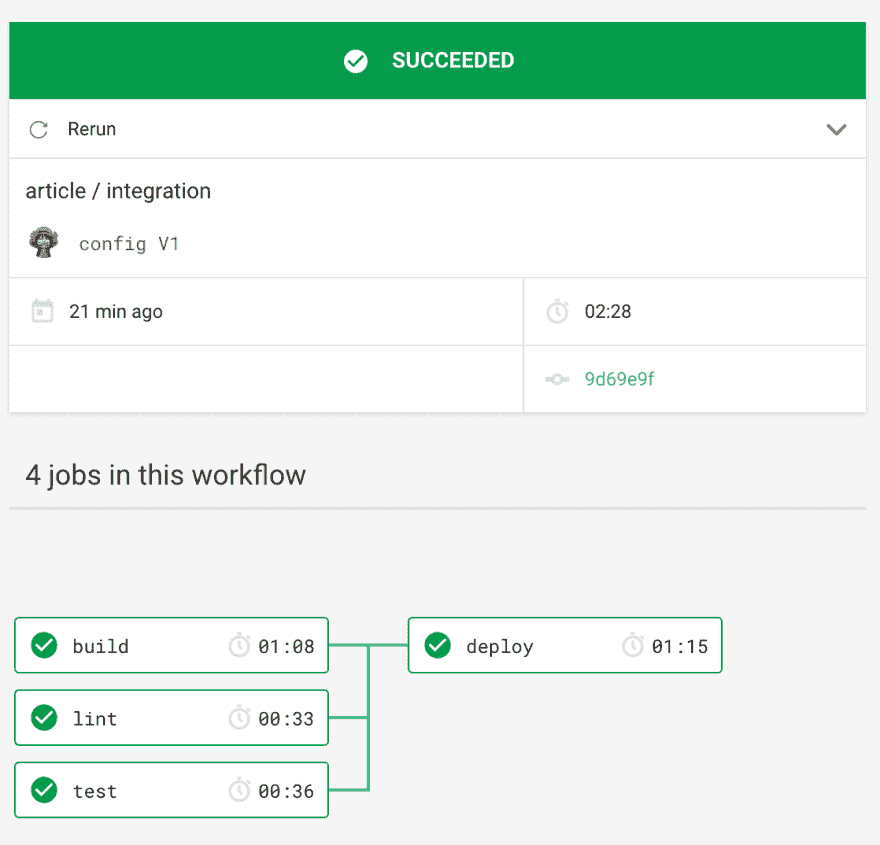 SUCCEEDED
Rerun
article / integration
config V1
21 min ago
02:28
9d69e9f
4 jobs in this workflow
build 01:08
deploy 01:15
lint 00:33
test 00:36